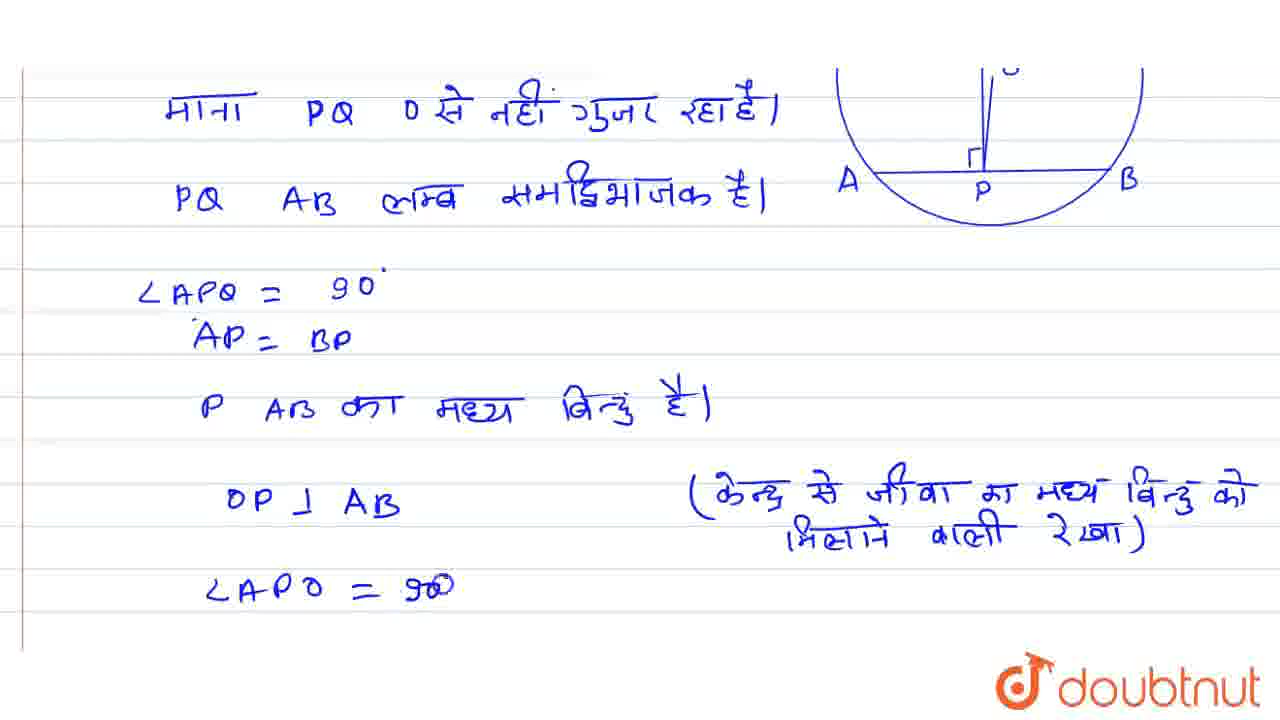 माना PQ O से नहीं गुजर रहा है।
PQ AB लम्ब समद्विभाजक है।
A P B
∠APQ = 90°
AP = BP
P AB का मध्य बिन्दु है।
OP ⊥ AB (केन्द्र से जीवा का मध्य बिन्दु को
मिलाने वाली रेखा)
∠APO = 90
doubtnut